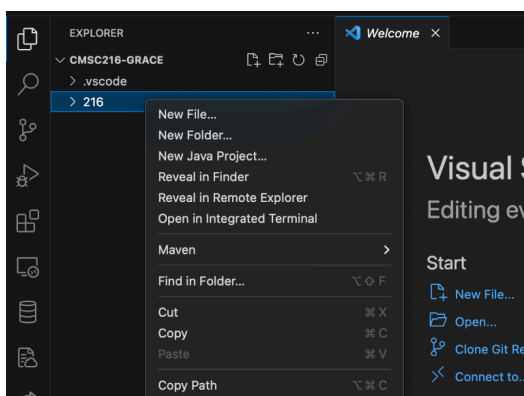 EXPLORER
Welcome
CMSC216-GRACE
.vscode
216
New File...
New Folder...
New Java Project...
Reveal in Finder ⌥⌘R
Reveal in Remote Explorer
Open in Integrated Terminal
Maven
Find in Folder... ⌥⇧F
Cut ⌘X
Copy ⌘C
Paste ⌘V
Copy Path ⌥⌘C
Visual
Editing ev
Start
New File...
Open...
Clone Git Re
Connect to..